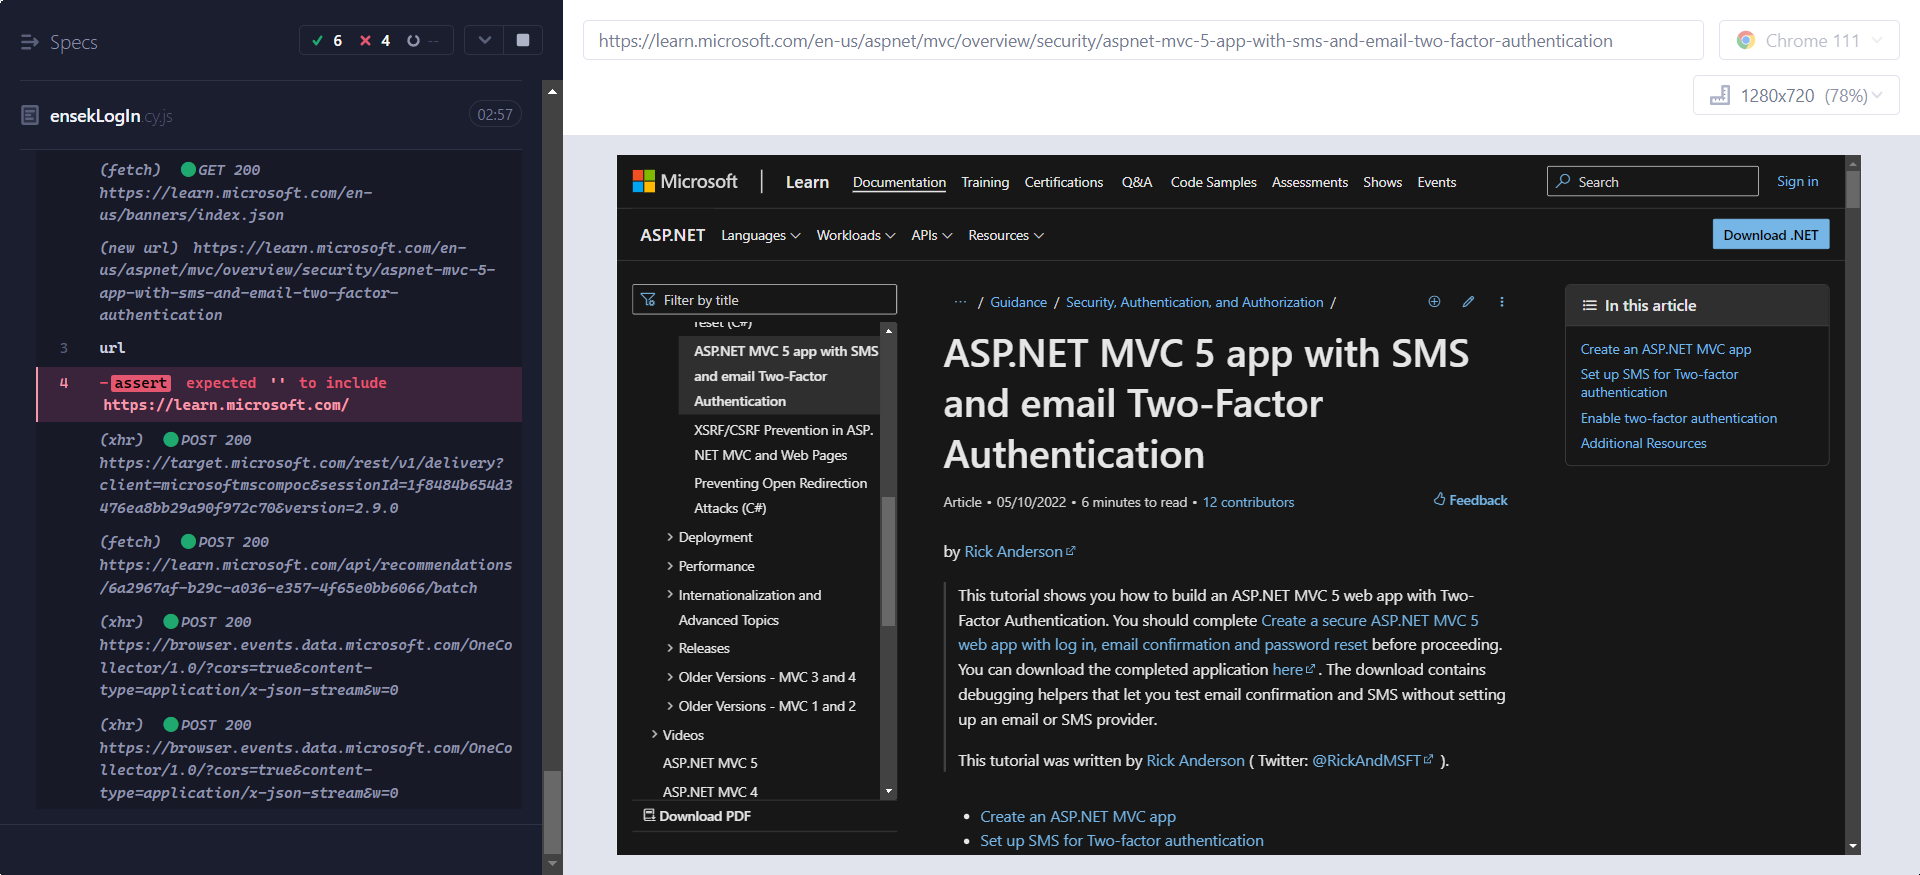 Specs
6
4
--
ensekLogIn.cy.js
02:57
(fetch) GET 200
https://learn.microsoft.com/en-
us/banners/index.json
(new url) https://learn.microsoft.com/en-
us/aspnet/mvc/overview/security/aspnet-mvc-5-
app-with-sms-and-email-two-factor-
authentication
3 url
4 -assert expected '' to include
https://learn.microsoft.com/
(xhr) POST 200
https://target.microsoft.com/rest/v1/delivery?
client=microsoftmscompoc&sessionId=1f8484b654d3
476ea8bb29a90f972c70&version=2.9.0
(fetch) POST 200
https://learn.microsoft.com/api/recommendations
/6a2967af-b29c-a036-e357-4f65e0bb6066/batch
(xhr) POST 200
https://browser.events.data.microsoft.com/OneCo
llector/1.0/?cors=true&content-
type=application/x-json-stream&w=0
(xhr) POST 200
https://browser.events.data.microsoft.com/OneCo
llector/1.0/?cors=true&content-
type=application/x-json-stream&w=0
https://learn.microsoft.com/en-us/aspnet/mvc/overview/security/aspnet-mvc-5-app-with-sms-and-email-two-factor-authentication
Chrome 111
1280x720 (78%)
Microsoft
Learn Documentation Training Certifications Q&A Code Samples Assessments Shows Events
Search
Sign in
ASP.NET Languages Workloads APIs Resources
Download .NET
Filter by title
reset (C#)
ASP.NET MVC 5 app with SMS
and email Two-Factor
Authentication
XSRF/CSRF Prevention in ASP.
NET MVC and Web Pages
Preventing Open Redirection
Attacks (C#)
Deployment
Performance
Internationalization and
Advanced Topics
Releases
Older Versions - MVC 3 and 4
Older Versions - MVC 1 and 2
Videos
ASP.NET MVC 5
ASP.NET MVC 4
Download PDF
··· / Guidance / Security, Authentication, and Authorization /
ASP.NET MVC 5 app with SMS
and email Two-Factor
Authentication
Article • 05/10/2022 • 6 minutes to read • 12 contributors
Feedback
by Rick Anderson
This tutorial shows you how to build an ASP.NET MVC 5 web app with Two-
Factor Authentication. You should complete Create a secure ASP.NET MVC 5
web app with log in, email confirmation and password reset before proceeding.
You can download the completed application here . The download contains
debugging helpers that let you test email confirmation and SMS without setting
up an email or SMS provider.
This tutorial was written by Rick Anderson ( Twitter: @RickAndMSFT ).
• Create an ASP.NET MVC app
• Set up SMS for Two-factor authentication
In this article
Create an ASP.NET MVC app
Set up SMS for Two-factor
authentication
Enable two-factor authentication
Additional Resources